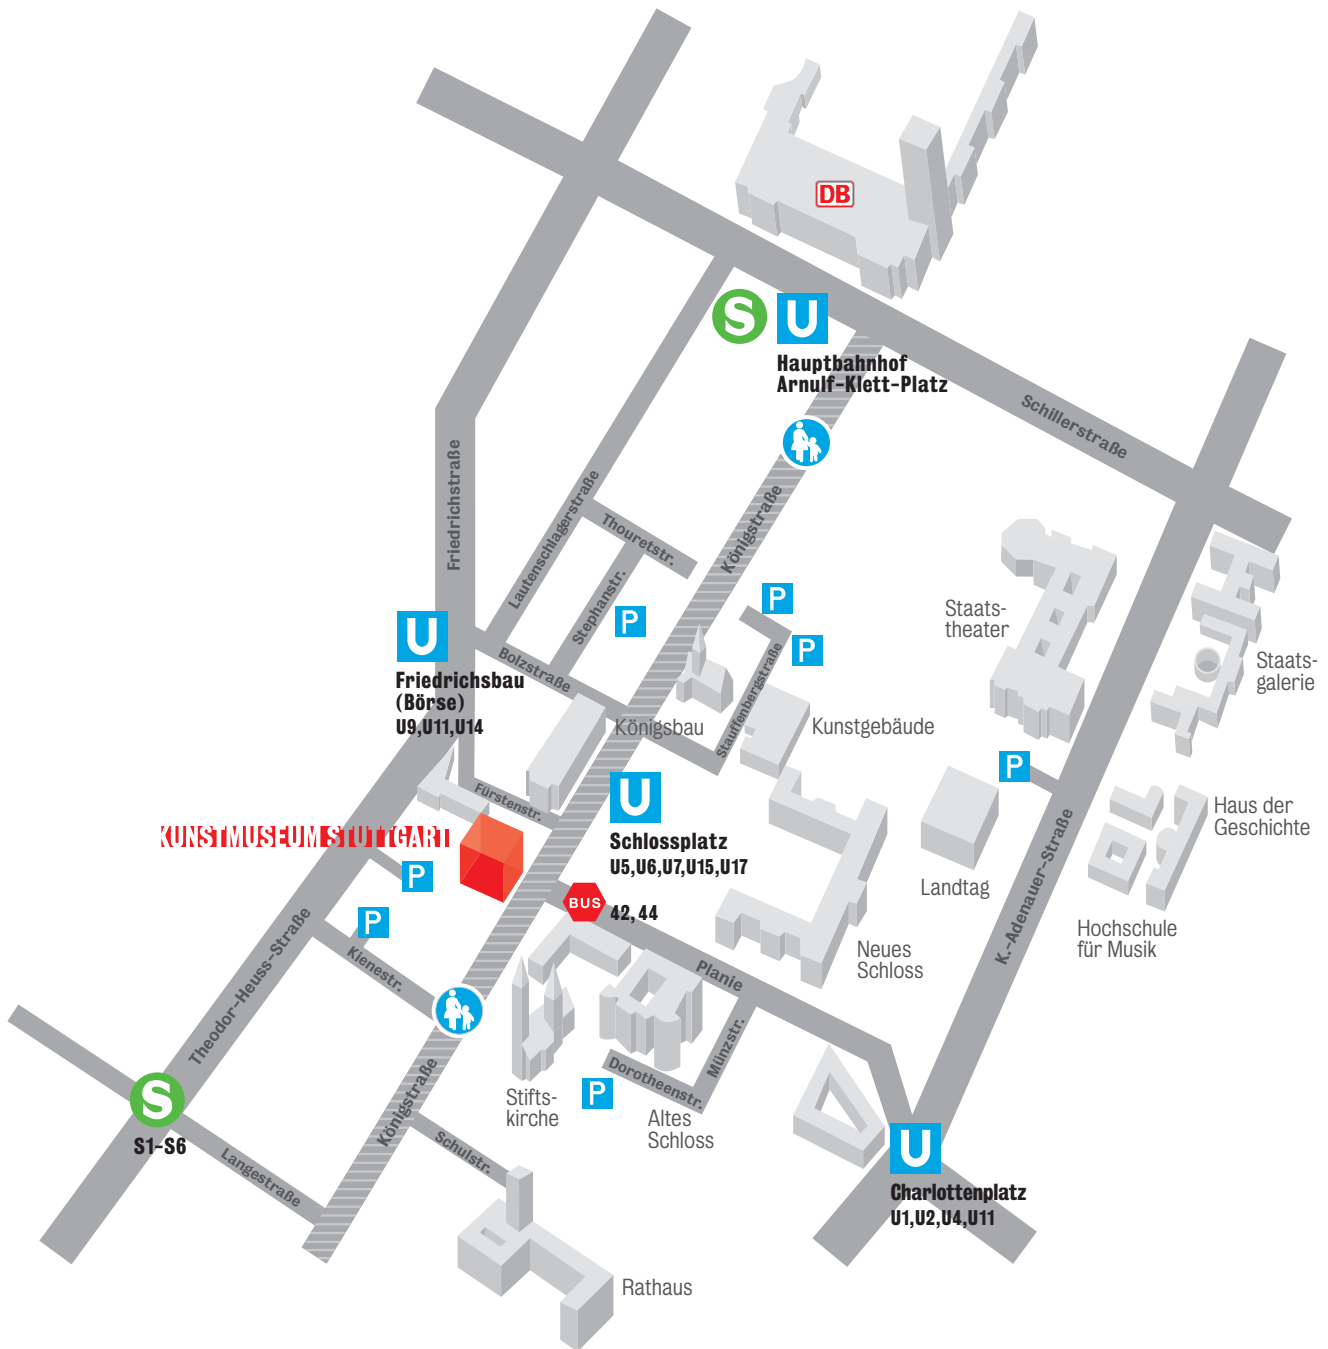 DB
S
U
Hauptbahnhof
Arnulf-Klett-Platz
Schillerstraße
Friedrichstraße
Lautenschlagerstraße
Thouretstr.
Stephanstr.
Königstraße
P
P
P
U
Friedrichsbau
(Börse)
U9,U11,U14
Bolzstraße
Königsbau
Stauffenbergstraße
Kunstgebäude
Staats-
theater
Staats-
galerie
Fürstenstr.
U
Schlossplatz
U5,U6,U7,U15,U17
P
K.-Adenauer-Straße
Haus der
Geschichte
KUNSTMUSEUM STUTTGART
P
Landtag
BUS
42,44
P
Kienestr.
Theodor-Heuss-Straße
Planie
Neues
Schloss
Hochschule
für Musik
Münzstr.
Dorotheenstr.
P
Stifts-
kirche
Altes
Schloss
S
S1-S6
Langestraße
Königstraße
Schulstr.
U
Charlottenplatz
U1,U2,U4,U11
Rathaus